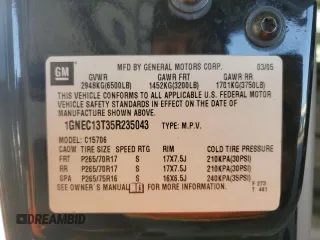 GM
MFD BY GENERAL MOTORS CORP. 03/05
GVWR GAWR FRT GAWR RR
2948KG(6500LB) 1452KG(3200LB) 1701KG(3750LB)
THIS VEHICLE CONFORMS TO ALL APPLICABLE U.S. FEDERAL MOTOR
VEHICLE SAFETY STANDARDS IN EFFECT ON THE DATE OF
MANUFACTURE SHOWN ABOVE.
1GNEC13T35R235043 TYPE: M.P.V.
MODEL: C15706
CAOW TIRE SIZE SPEED RTG RIM COLD TIRE PRESSURE
FRT P265/70R17 S 17X7.5J 210KPA(30PSI)
RR P265/70R17 S 17X7.5J 210KPA(30PSI)
SPA P265/75R16 S 16X6.5J 240KPA(35PSI)
SEE OWNER'S MANUAL FOR ADDITIONAL INFORMATION
DREAMBID